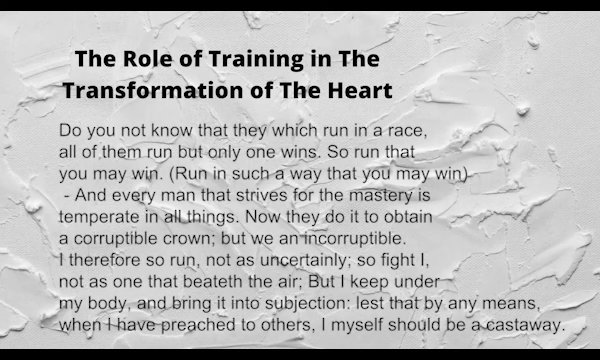 The Role of Training in The
Transformation of The Heart
Do you not know that they which run in a race,
all of them run but only one wins. So run that
you may win. (Run in such a way that you may win)
- And every man that strives for the mastery is
temperate in all things. Now they do it to obtain
a corruptible crown; but we an incorruptible.
I therefore so run, not as uncertainly; so fight I,
not as one that beateth the air; But I keep under
my body, and bring it into subjection: lest that by any means,
when I have preached to others, I myself should be a castaway.